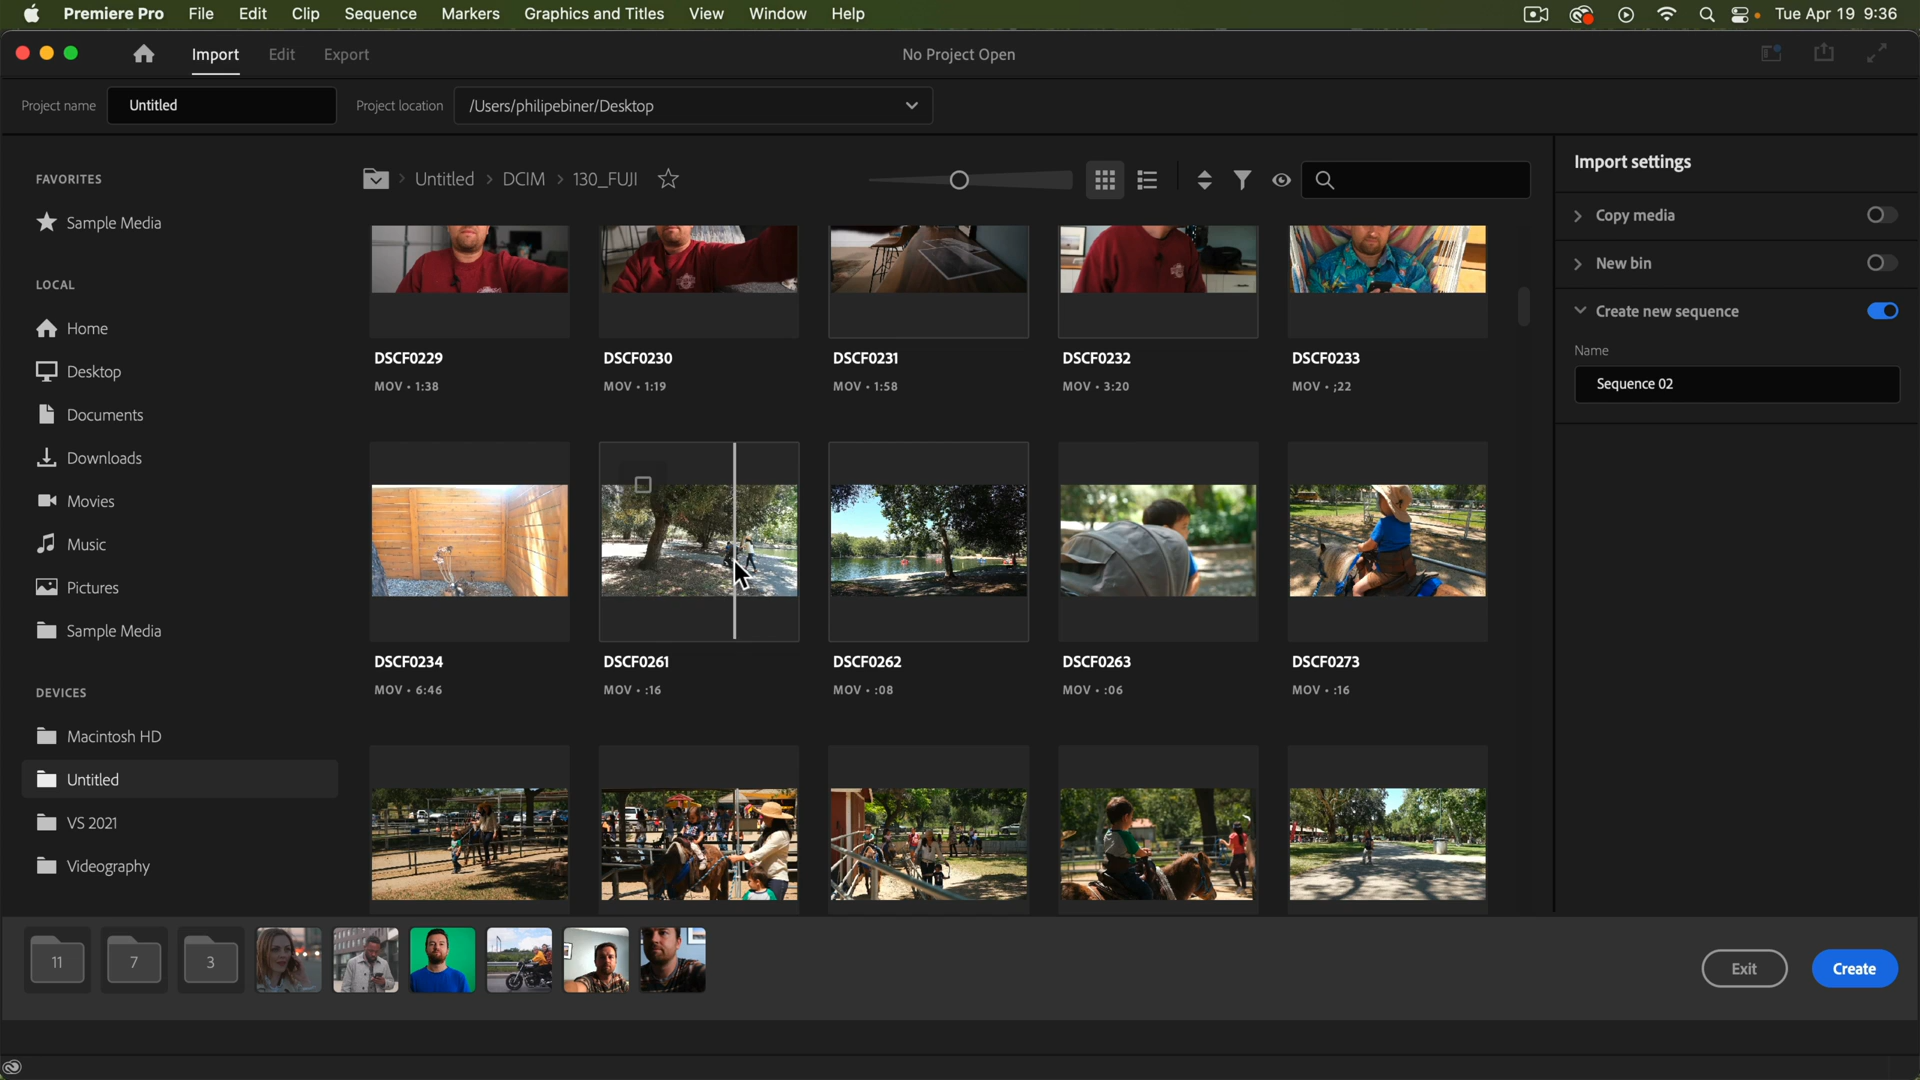 Premiere Pro File Edit Clip Sequence Markers Graphics and Titles View Window Help Tue Apr 19 9:36
Import Edit Export No Project Open
Project name Untitled Project location /Users/philipebiner/Desktop
FAVORITES
Sample Media
LOCAL
Home
Desktop
Documents
Downloads
Movies
Music
Pictures
Sample Media
DEVICES
Macintosh HD
Untitled
VS 2021
Videography
Untitled > DCIM > 130_FUJI
DSCF0229 DSCF0230 DSCF0231 DSCF0232 DSCF0233
MOV • 1:38 MOV • 1:19 MOV • 1:58 MOV • 3:20 MOV • ;22
DSCF0234 DSCF0261 DSCF0262 DSCF0263 DSCF0273
MOV • 6:46 MOV • :16 MOV • :08 MOV • :06 MOV • :16
Import settings
Copy media
New bin
Create new sequence
Name
Sequence 02
11 7 3
Exit Create